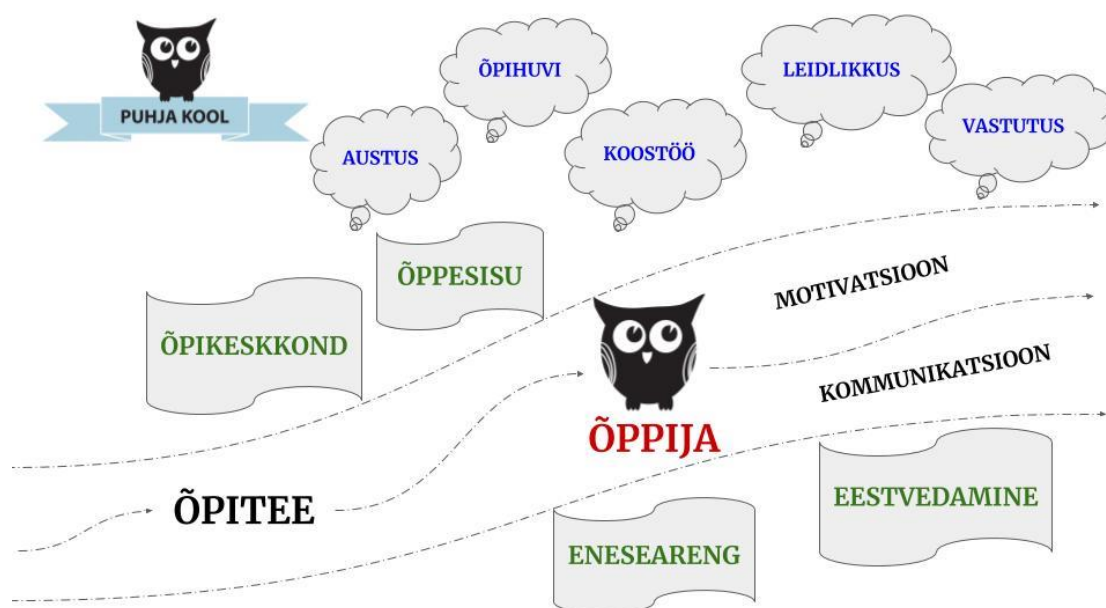 PUHJA KOOL
ÕPIHUVI
LEIDLIKKUS
AUSTUS
KOOSTÖÖ
VASTUTUS
ÕPPESISU
ÕPIKESKKOND
MOTIVATSIOON
KOMMUNIKATSIOON
ÕPPIJA
ÕPITEE
EESTVEDAMINE
ENESEARENG